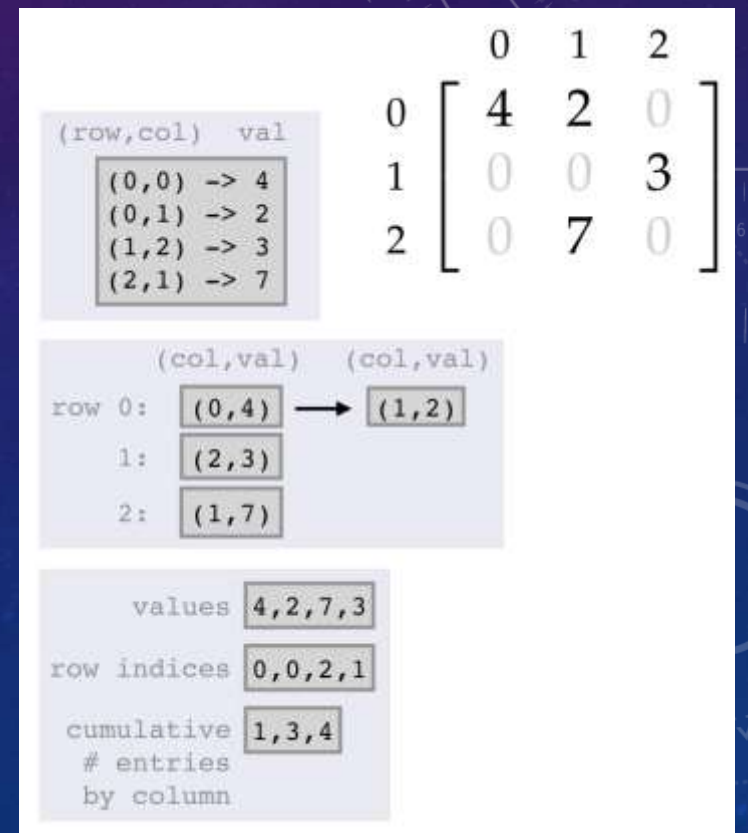 (row,col) val
(0,0) -> 4
(0,1) -> 2
(1,2) -> 3
(2,1) -> 7
0 1 2
0 4 2 0
1 0 0 3
2 0 7 0
(col,val) (col,val)
row 0: (0,4) (1,2)
1: (2,3)
2: (1,7)
values 4,2,7,3
row indices 0,0,2,1
cumulative 1,3,4
# entries
by column